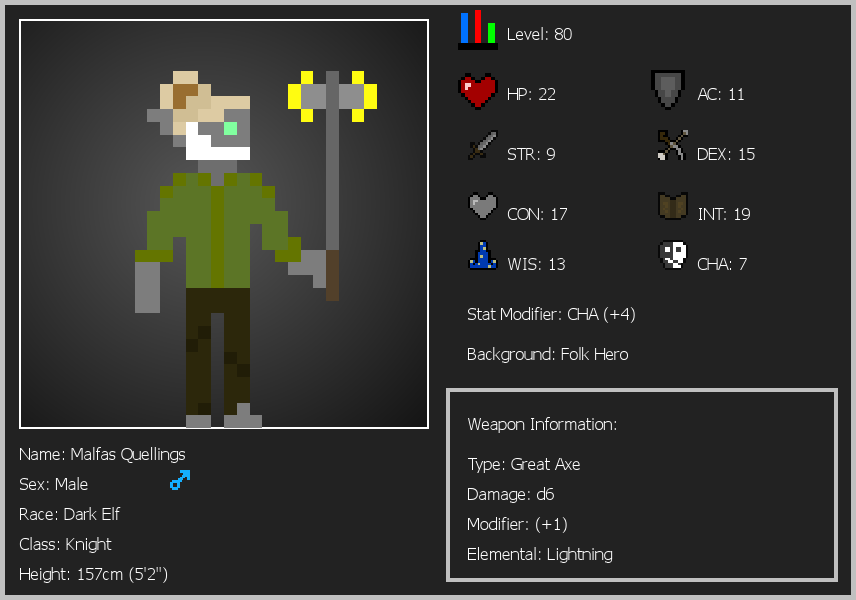 Level: 80
HP: 22
AC: 11
STR: 9
DEX: 15
CON: 17
INT: 19
WIS: 13
CHA: 7
Stat Modifier: CHA (+4)
Background: Folk Hero
Weapon Information:
Type: Great Axe
Damage: d6
Modifier: (+1)
Elemental: Lightning
Name: Malfas Quellings
Sex: Male
Race: Dark Elf
Class: Knight
Height: 157cm (5'2")